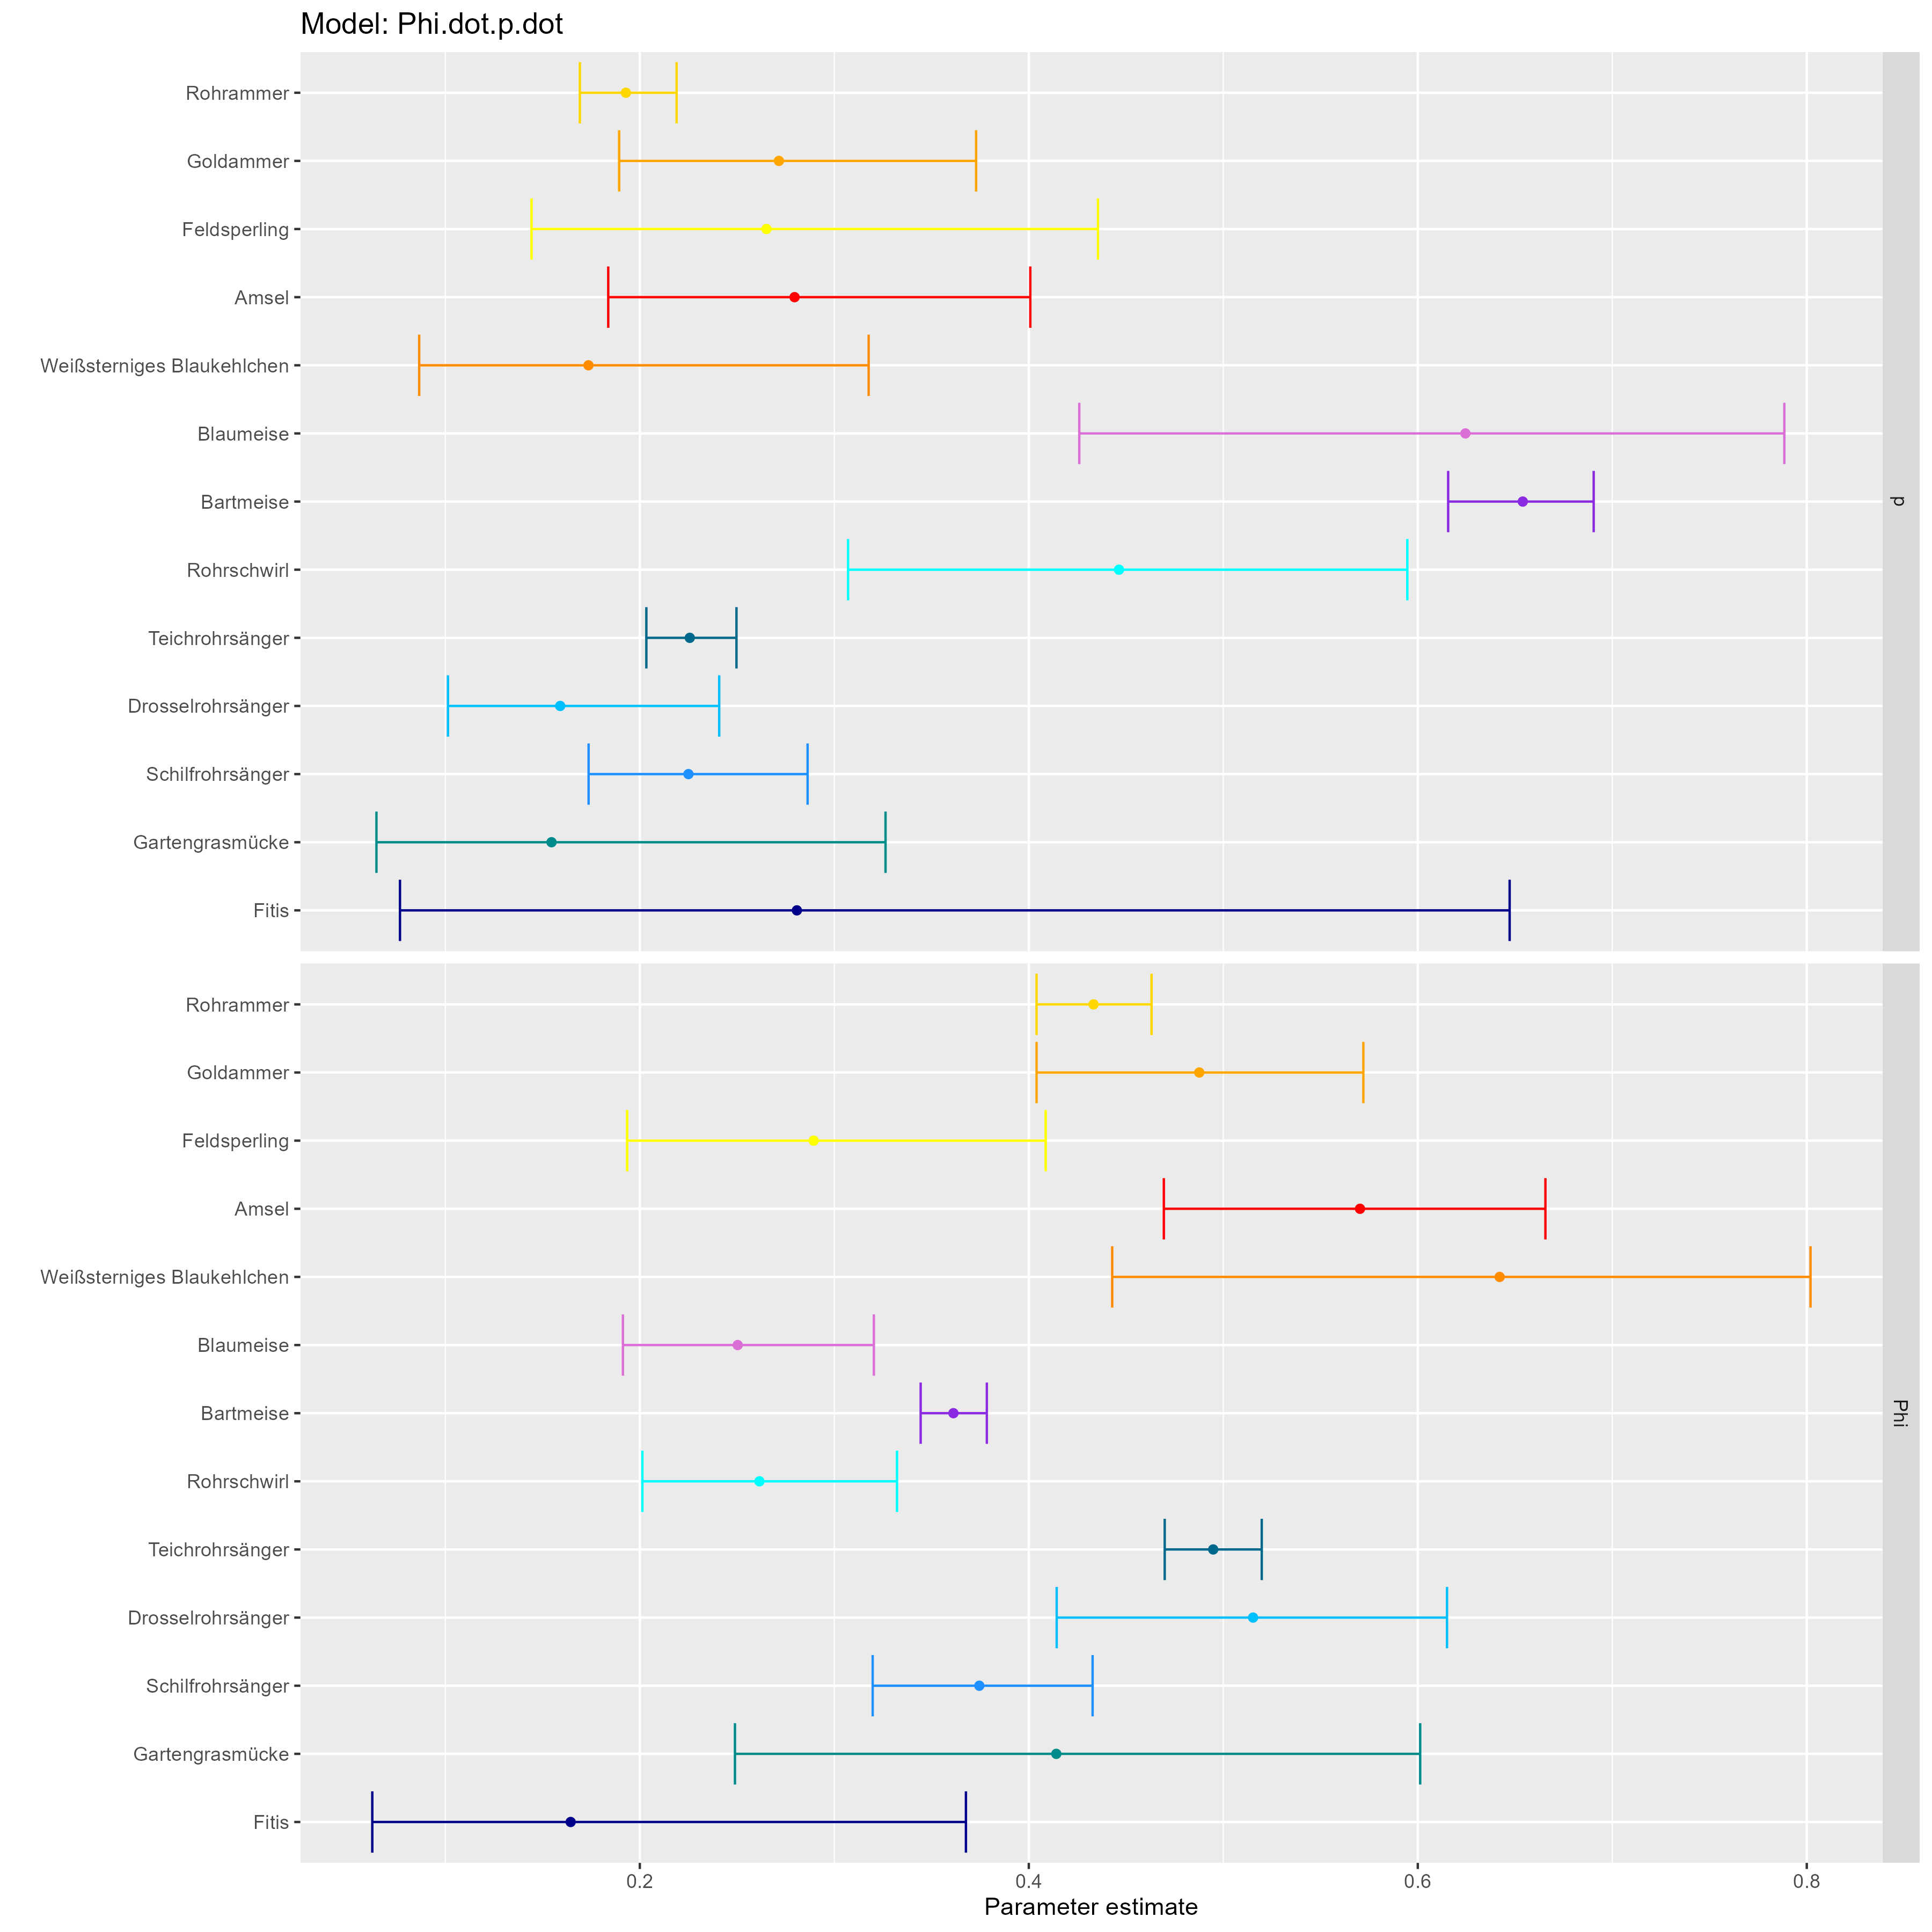 Model: Phi.dot.p.dot
Rohrammer
Goldammer
Feldsperling
Amsel
Weißsterniges Blaukehlchen
Blaumeise
Bartmeise
Rohrschwirl
Teichrohrsänger
Drosselrohrsänger
Schilfrohrsänger
Gartengrasmücke
Fitis
p
Rohrammer
Goldammer
Feldsperling
Amsel
Weißsterniges Blaukehlchen
Blaumeise
Bartmeise
Rohrschwirl
Teichrohrsänger
Drosselrohrsänger
Schilfrohrsänger
Gartengrasmücke
Fitis
Phi
0.2 0.4 0.6 0.8
Parameter estimate